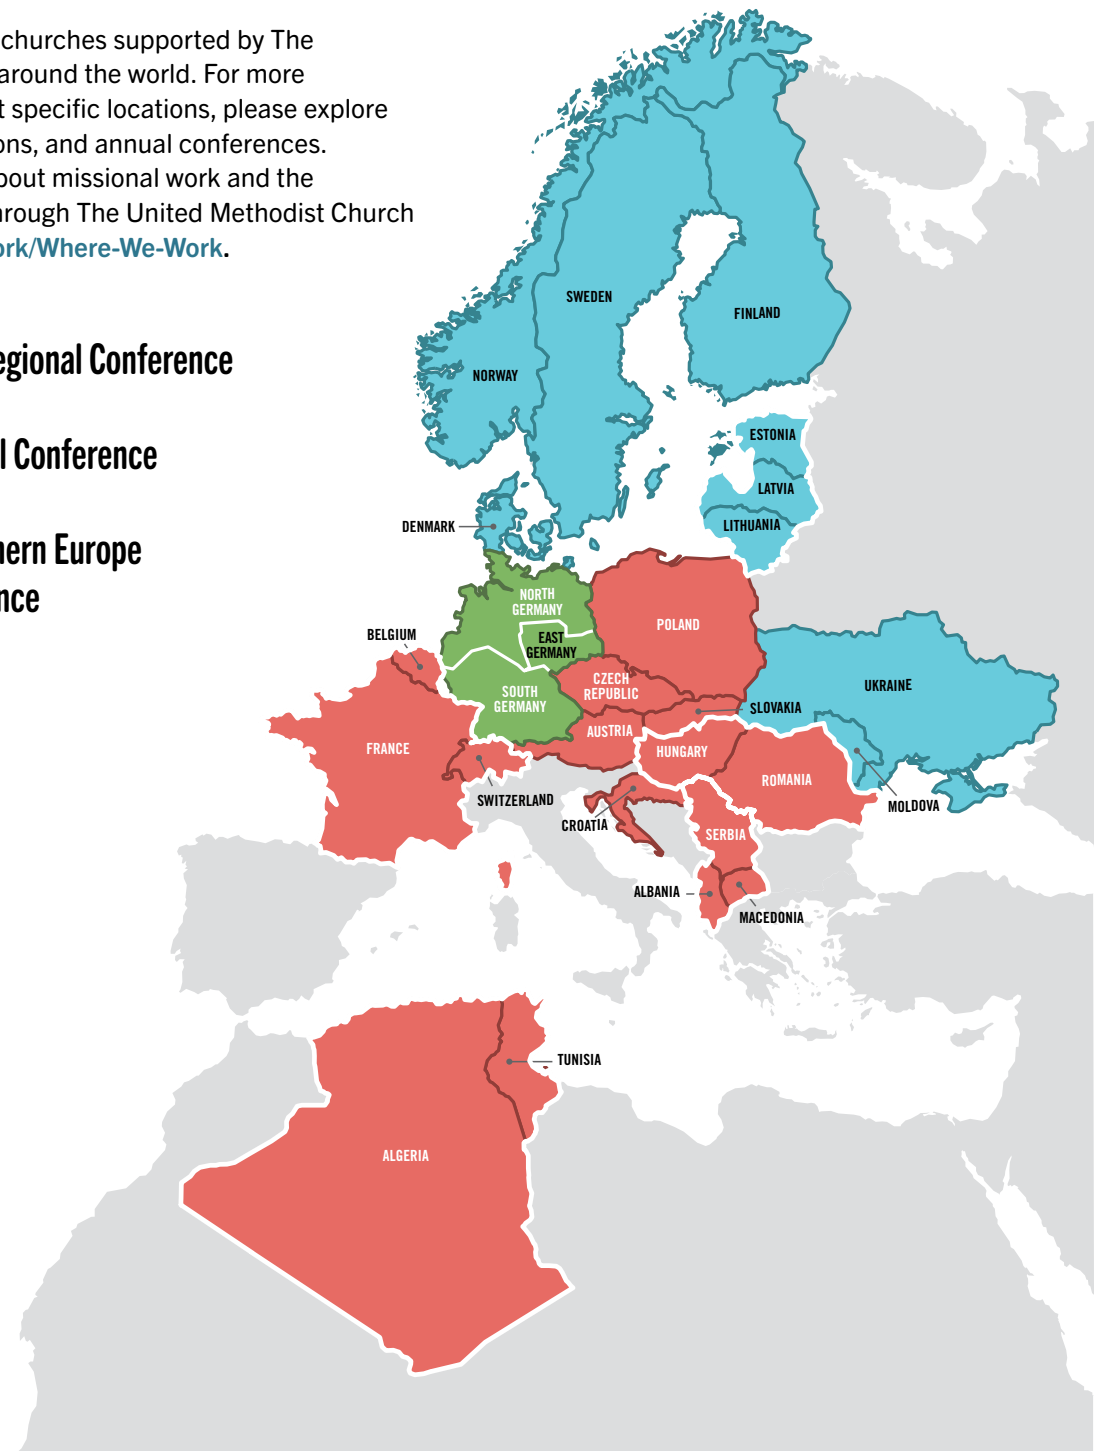 churches supported by The
around the world. For more
t specific locations, please explore
ons, and annual conferences.
bout missional work and the
hrough The United Methodist Church
ork/Where-We-Work.
egional Conference
l Conference
hern Europe
nce
SWEDEN
FINLAND
NORWAY
ESTONIA
LATVIA
LITHUANIA
DENMARK
NORTH
GERMANY
POLAND
BELGIUM
EAST
GERMANY
CZECH
REPUBLIC
UKRAINE
SOUTH
GERMANY
SLOVAKIA
AUSTRIA
FRANCE
HUNGARY
ROMANIA
SWITZERLAND
MOLDOVA
CROATIA
SERBIA
ALBANIA
MACEDONIA
TUNISIA
ALGERIA